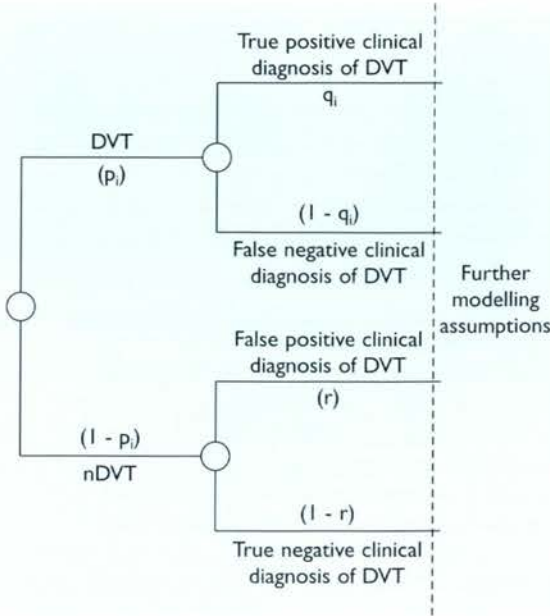 True positive clinical
diagnosis of DVT
qᵢ
DVT
(pᵢ)
(1 - qᵢ)
False negative clinical
diagnosis of DVT
Further
modelling
assumptions
False positive clinical
diagnosis of DVT
(r)
(1 - pᵢ)
nDVT
(1 - r)
True negative clinical
diagnosis of DVT